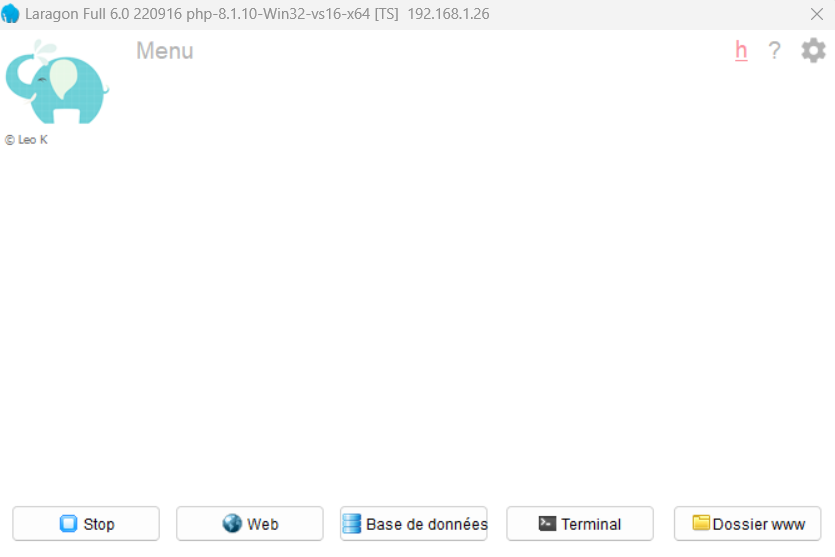 Laragon Full 6.0 220916 php-8.1.10-Win32-vs16-x64 [TS]  192.168.1.26
Menu
h
?
© Leo K
Stop
Web
Base de données
Terminal
Dossier www